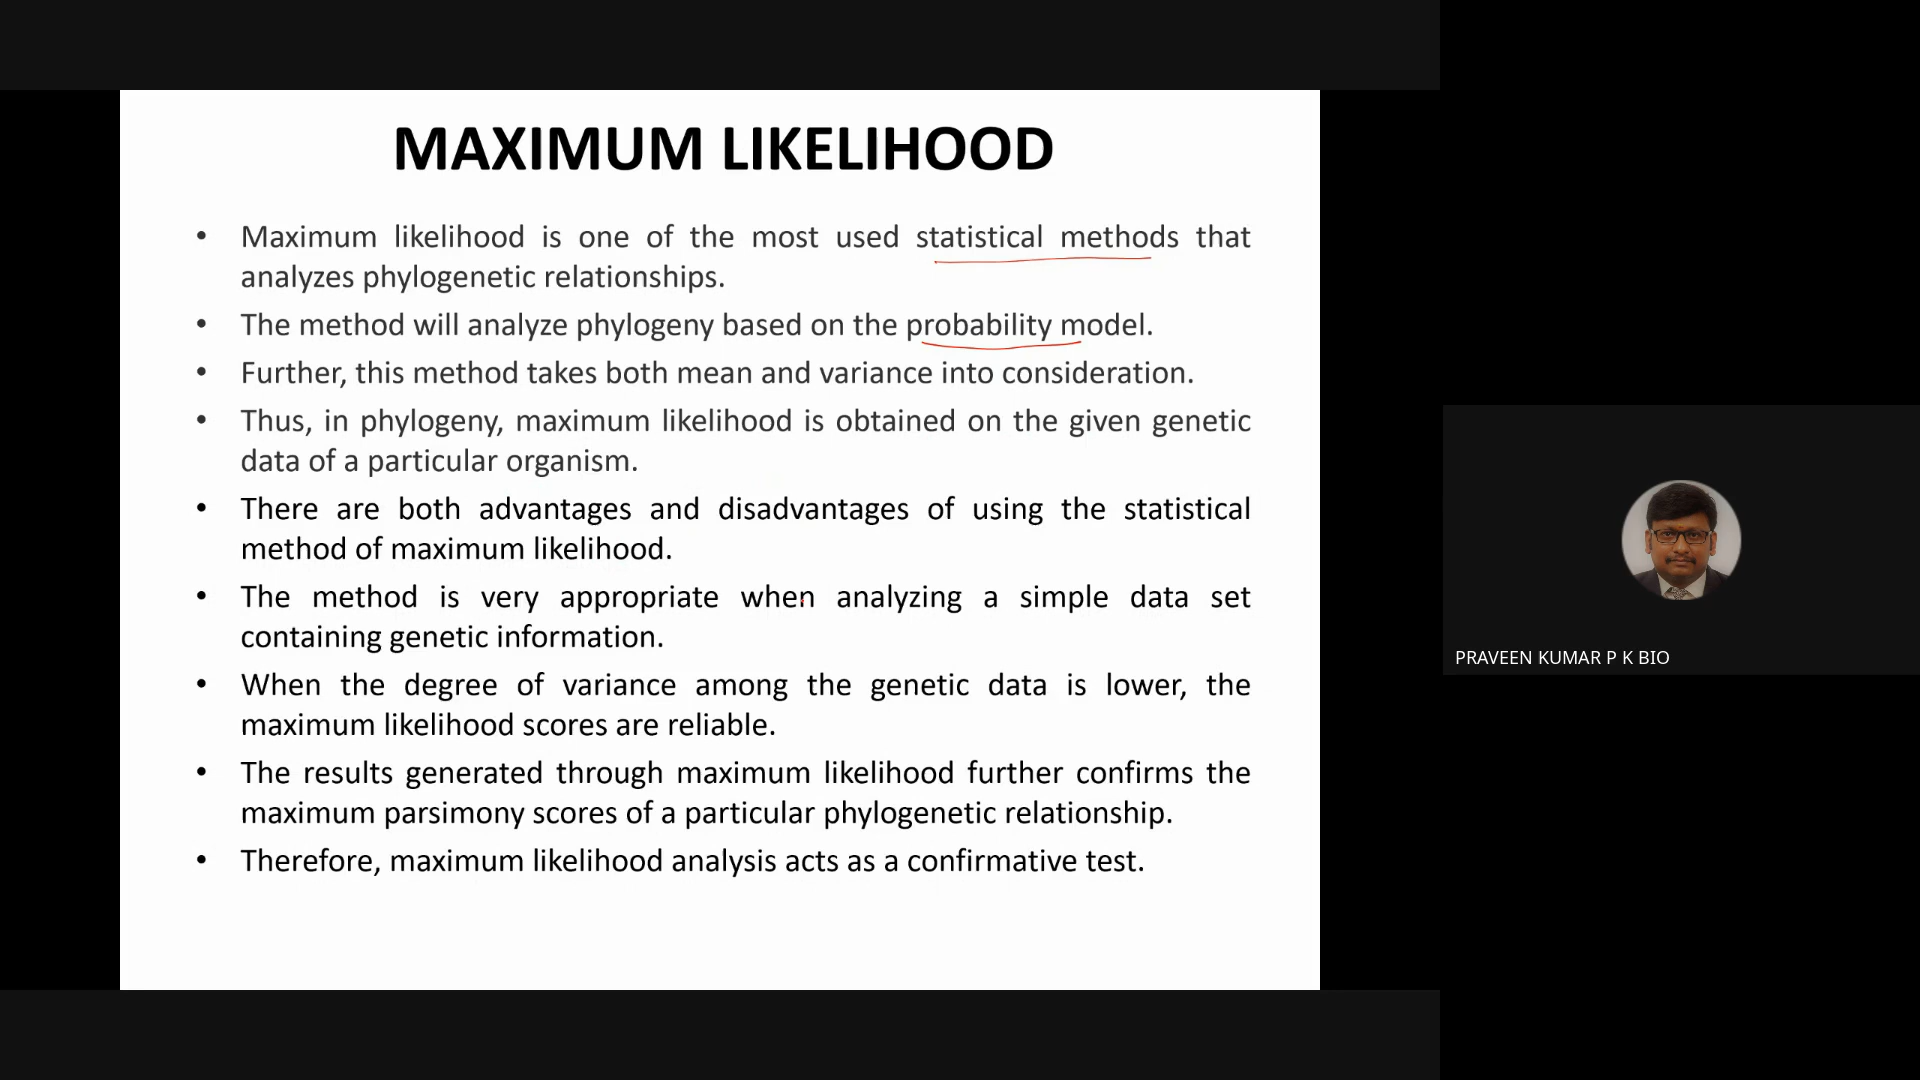 MAXIMUM LIKELIHOOD
• Maximum likelihood is one of the most used statistical methods that
analyzes phylogenetic relationships.
• The method will analyze phylogeny based on the probability model.
• Further, this method takes both mean and variance into consideration.
• Thus, in phylogeny, maximum likelihood is obtained on the given genetic
data of a particular organism.
• There are both advantages and disadvantages of using the statistical
method of maximum likelihood.
• The method is very appropriate when analyzing a simple data set
containing genetic information.
• When the degree of variance among the genetic data is lower, the
maximum likelihood scores are reliable.
• The results generated through maximum likelihood further confirms the
maximum parsimony scores of a particular phylogenetic relationship.
• Therefore, maximum likelihood analysis acts as a confirmative test.
PRAVEEN KUMAR P K BIO